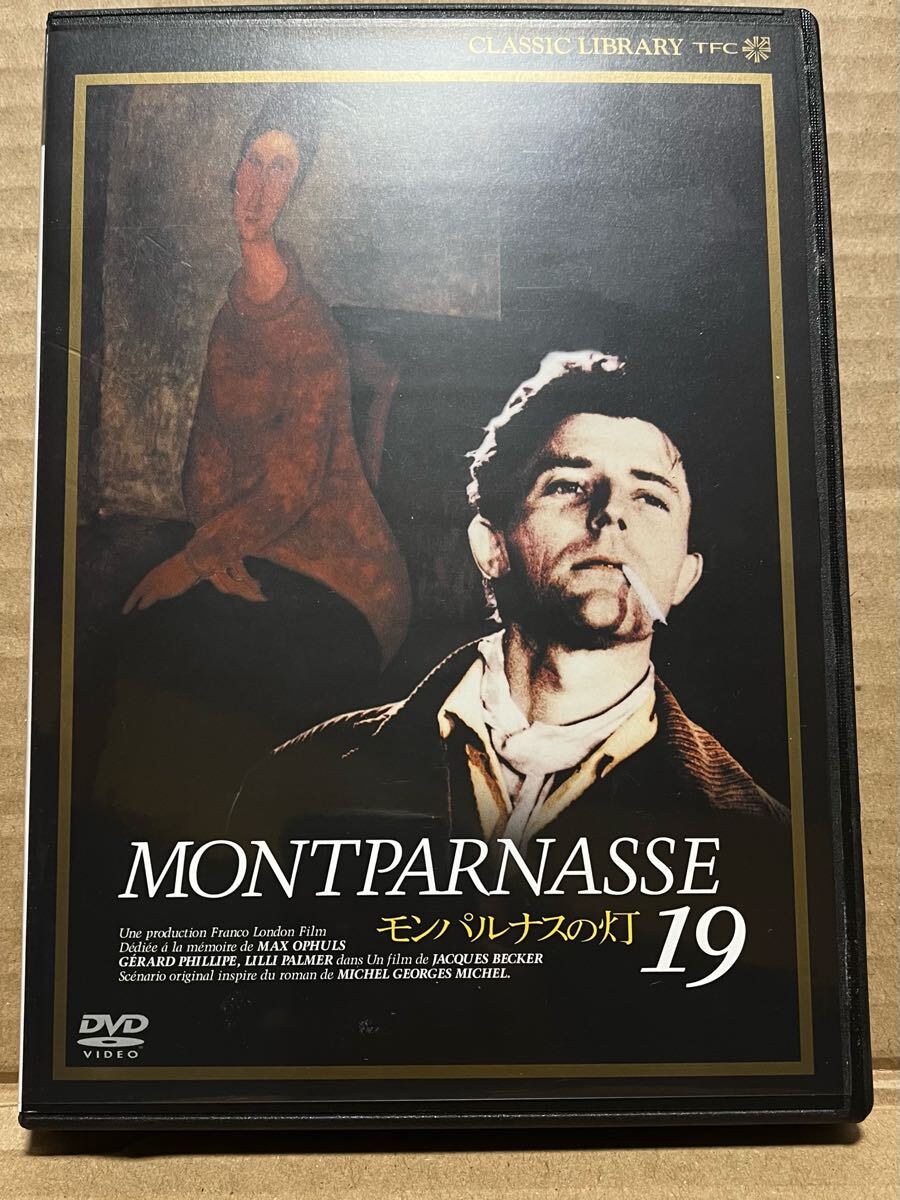 CLASSIC LIBRARY TFC
MONTPARNASSE
モンパルナスの灯 19
Une production Franco London Film
Dédiée á la mémoire de MAX OPHULS
GÉRARD PHILLIPE, LILLI PALMER dans Un film de JACQUES BECKER
Scénario original inspire du roman de MICHEL GEORGES MICHEL.
DVD
VIDEO